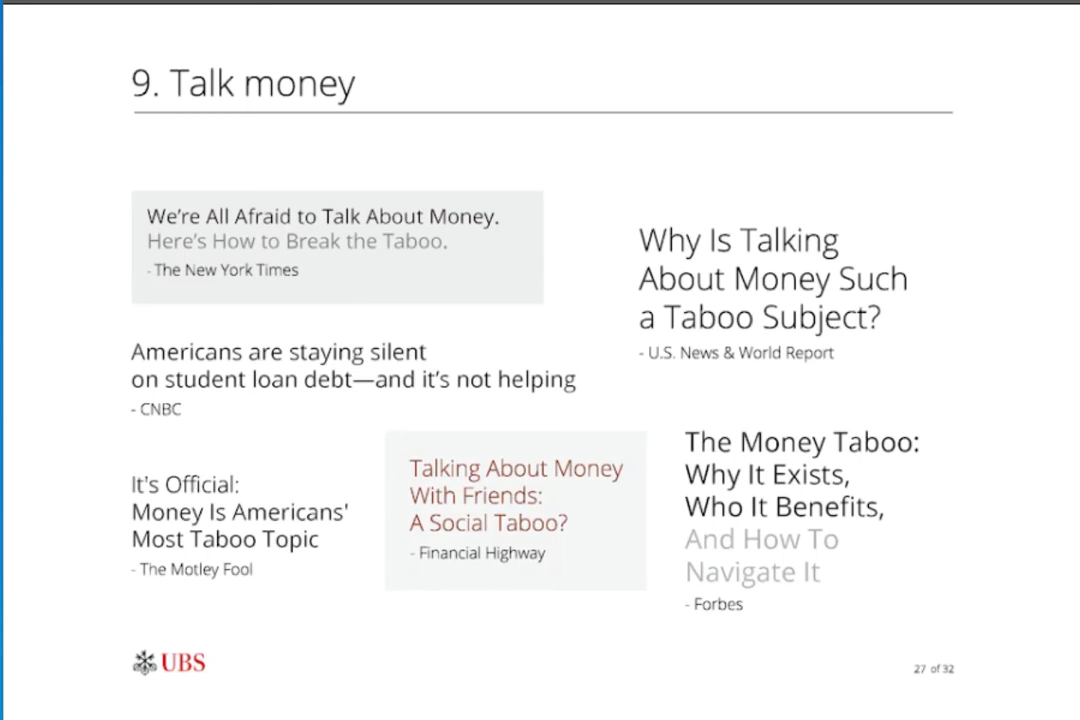 9. Talk money
We're All Afraid to Talk About Money.
Here's How to Break the Taboo.
- The New York Times
Why Is Talking
About Money Such
a Taboo Subject?
- U.S. News & World Report
Americans are staying silent
on student loan debt—and it's not helping
- CNBC
It's Official:
Money Is Americans'
Most Taboo Topic
- The Motley Fool
Talking About Money
With Friends:
A Social Taboo?
- Financial Highway
The Money Taboo:
Why It Exists,
Who It Benefits,
And How To
Navigate It
- Forbes
UBS
27 of 32